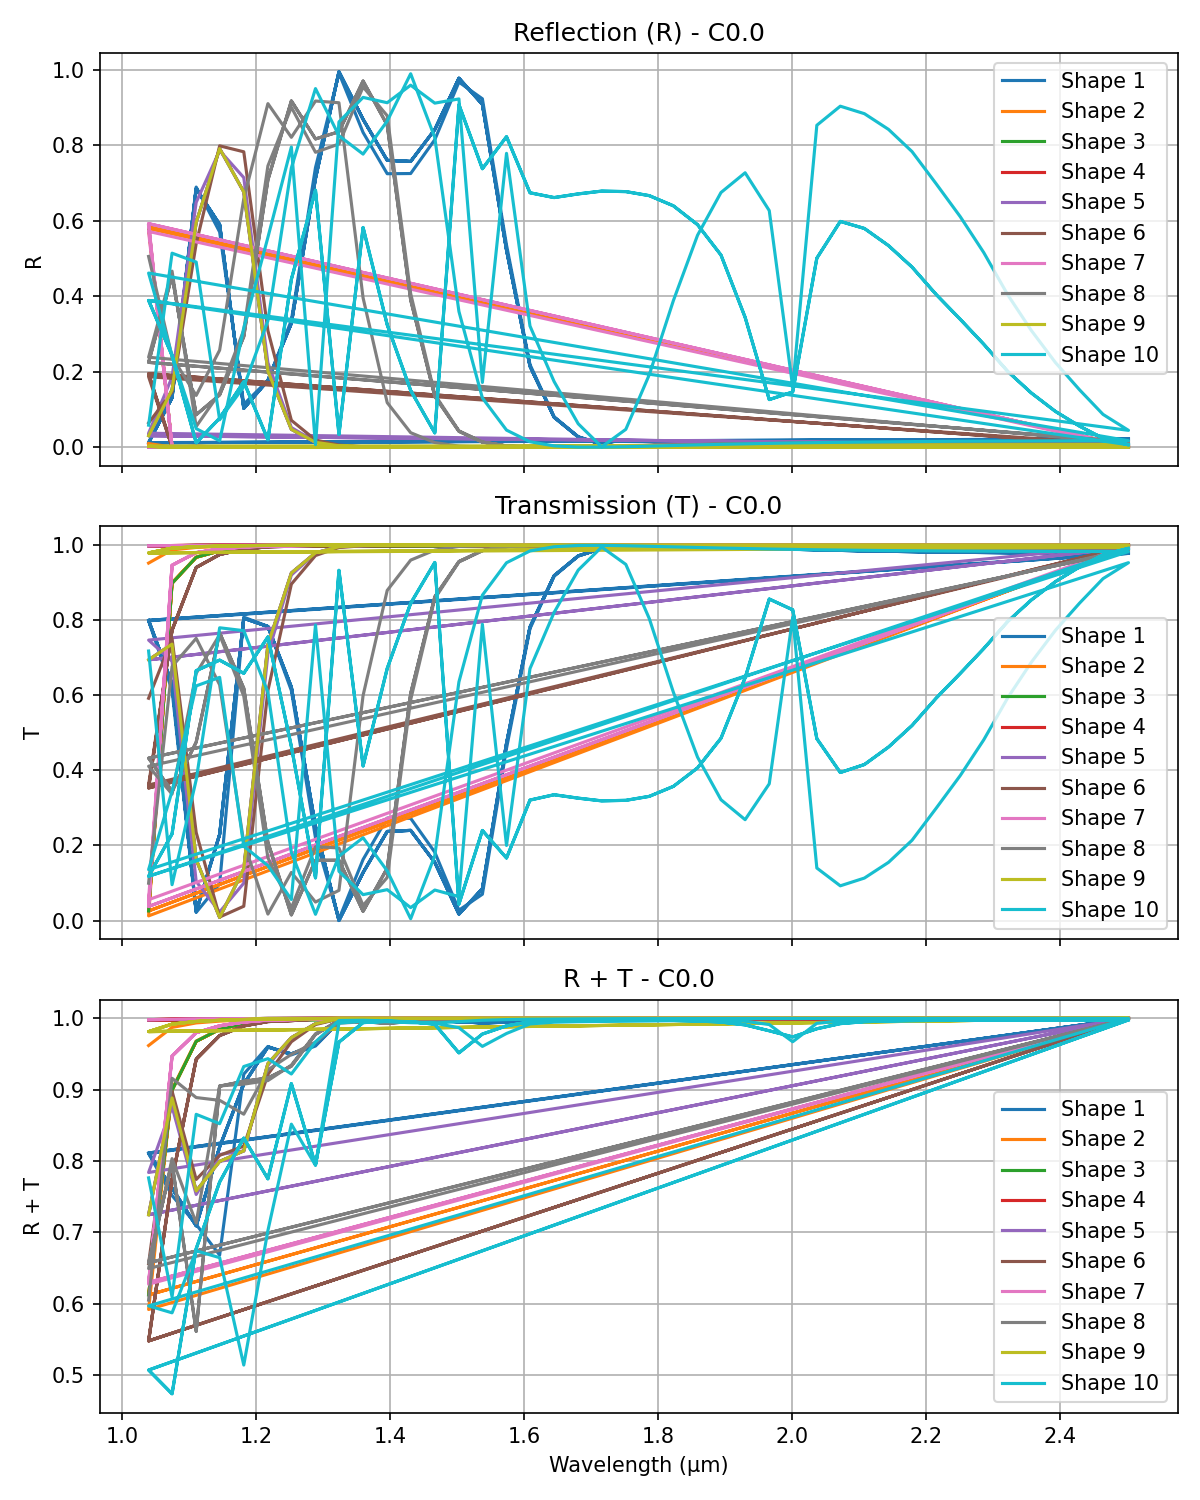 Reflection (R) - C0.0
1.0
0.8
0.6
0.4
0.2
0.0
R
Shape 1
Shape 2
Shape 3
Shape 4
Shape 5
Shape 6
Shape 7
Shape 8
Shape 9
Shape 10
Transmission (T) - C0.0
1.0
0.8
0.6
0.4
0.2
0.0
T
Shape 1
Shape 2
Shape 3
Shape 4
Shape 5
Shape 6
Shape 7
Shape 8
Shape 9
Shape 10
R + T - C0.0
1.0
0.9
0.8
0.7
0.6
0.5
R + T
Shape 1
Shape 2
Shape 3
Shape 4
Shape 5
Shape 6
Shape 7
Shape 8
Shape 9
Shape 10
1.0 1.2 1.4 1.6 1.8 2.0 2.2 2.4
Wavelength (μm)